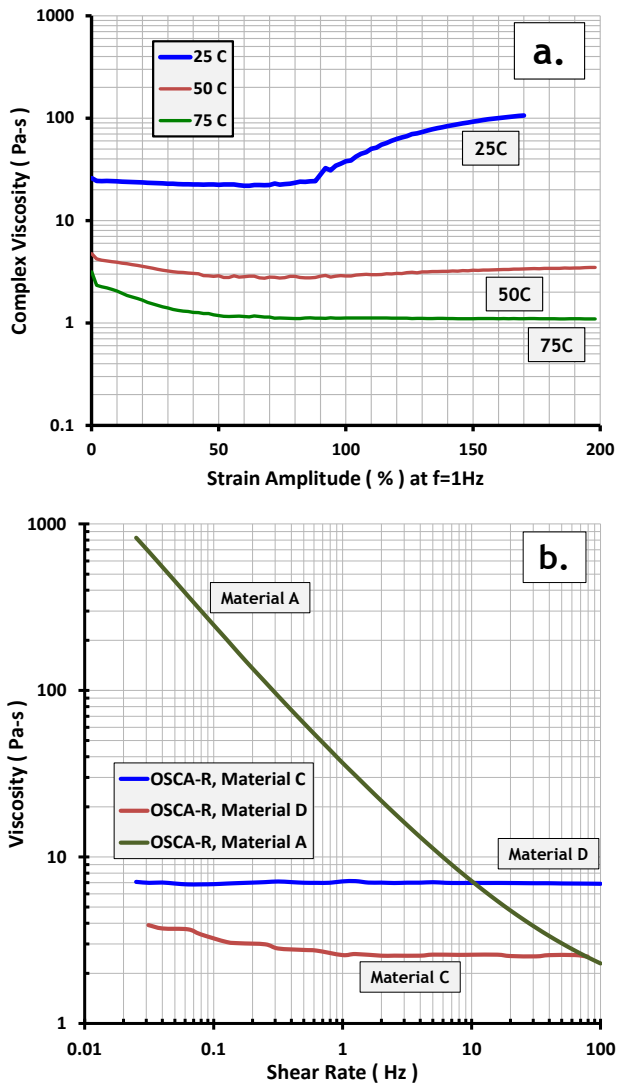 a.
1000
100
10
1
0.1
Complex Viscosity ( Pa-s )
25 C
50 C
75 C
25C
50C
75C
0 50 100 150 200
Strain Amplitude ( % ) at f=1Hz
b.
1000
100
10
1
Viscosity ( Pa-s )
Material A
OSCA-R, Material C
OSCA-R, Material D
OSCA-R, Material A
Material D
Material C
0.01 0.1 1 10 100
Shear Rate ( Hz )